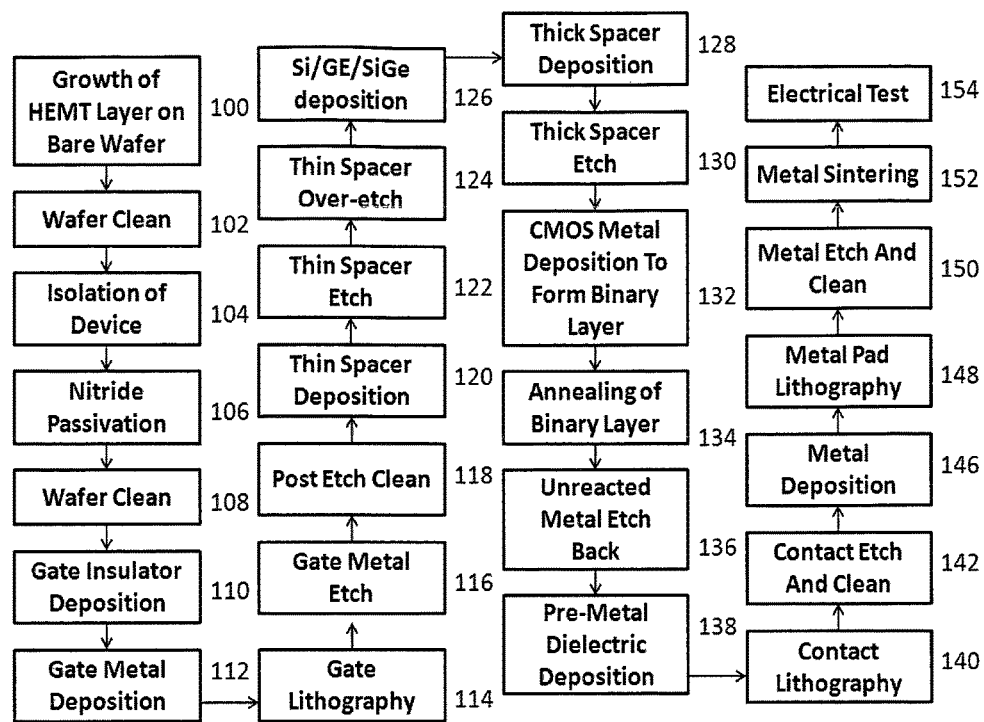 Growth of
HEMT Layer on
Bare Wafer
100
Wafer Clean
102
Isolation of
Device
104
Nitride
Passivation
106
Wafer Clean
108
Gate Insulator
Deposition
110
Gate Metal
Deposition
112
Gate
Lithography
114
Gate Metal
Etch
116
Post Etch Clean
118
Thin Spacer
Deposition
120
Thin Spacer
Etch
122
Thin Spacer
Over-etch
124
Si/GE/SiGe
deposition
126
Thick Spacer
Deposition
128
Thick Spacer
Etch
130
CMOS Metal
Deposition To
Form Binary
Layer
132
Annealing of
Binary Layer
134
Unreacted
Metal Etch
Back
136
Pre-Metal
Dielectric
Deposition
138
Contact
Lithography
140
Contact Etch
And Clean
142
Metal
Deposition
146
Metal Pad
Lithography
148
Metal Etch And
Clean
150
Metal Sintering
152
Electrical Test
154